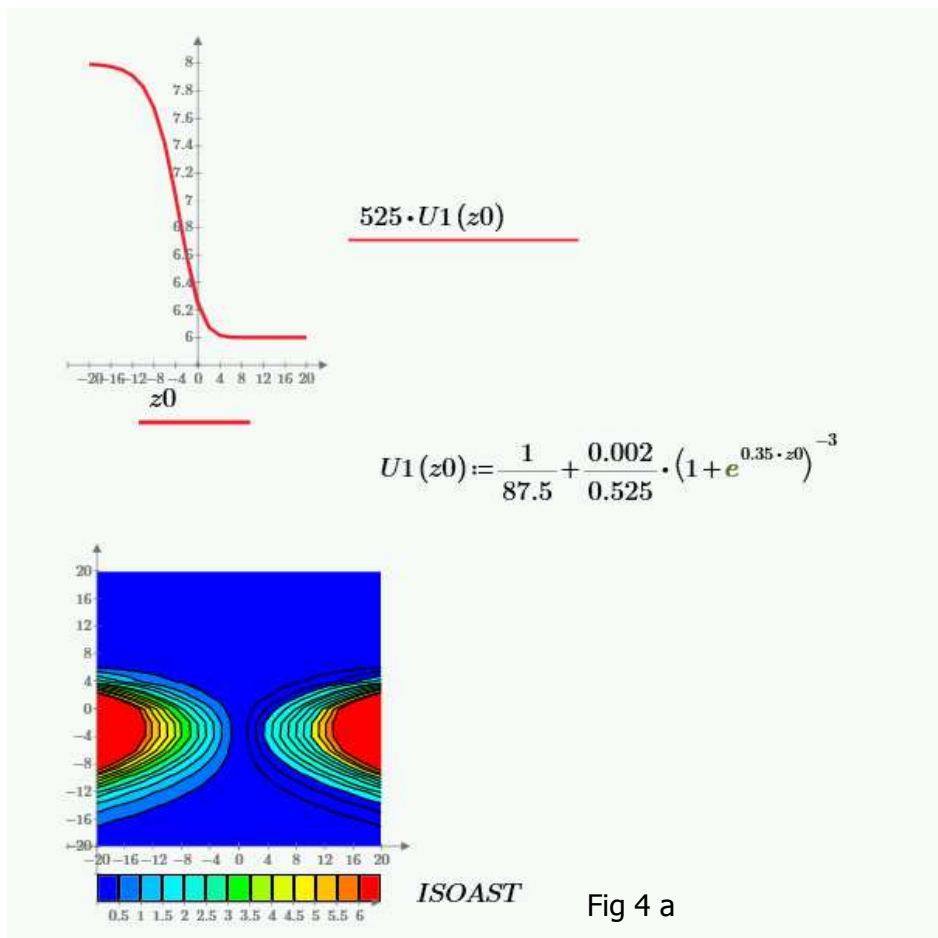 8
7.8
7.6
7.4
7.2
7
6.8
6.6
6.4
6.2
6
−20 −16 −12 −8 −4 0 4 8 12 16 20
z0
525·U1(z0)
U1(z0):=1/87.5+0.002/0.525·(1+e^(0.35·z0))^−3
20
16
12
8
4
0
−4
−8
−12
−16
−20
−20 −16 −12 −8 −4 0 4 8 12 16 20
0.5 1 1.5 2 2.5 3 3.5 4 4.5 5 5.5 6
ISOAST
Fig 4 a